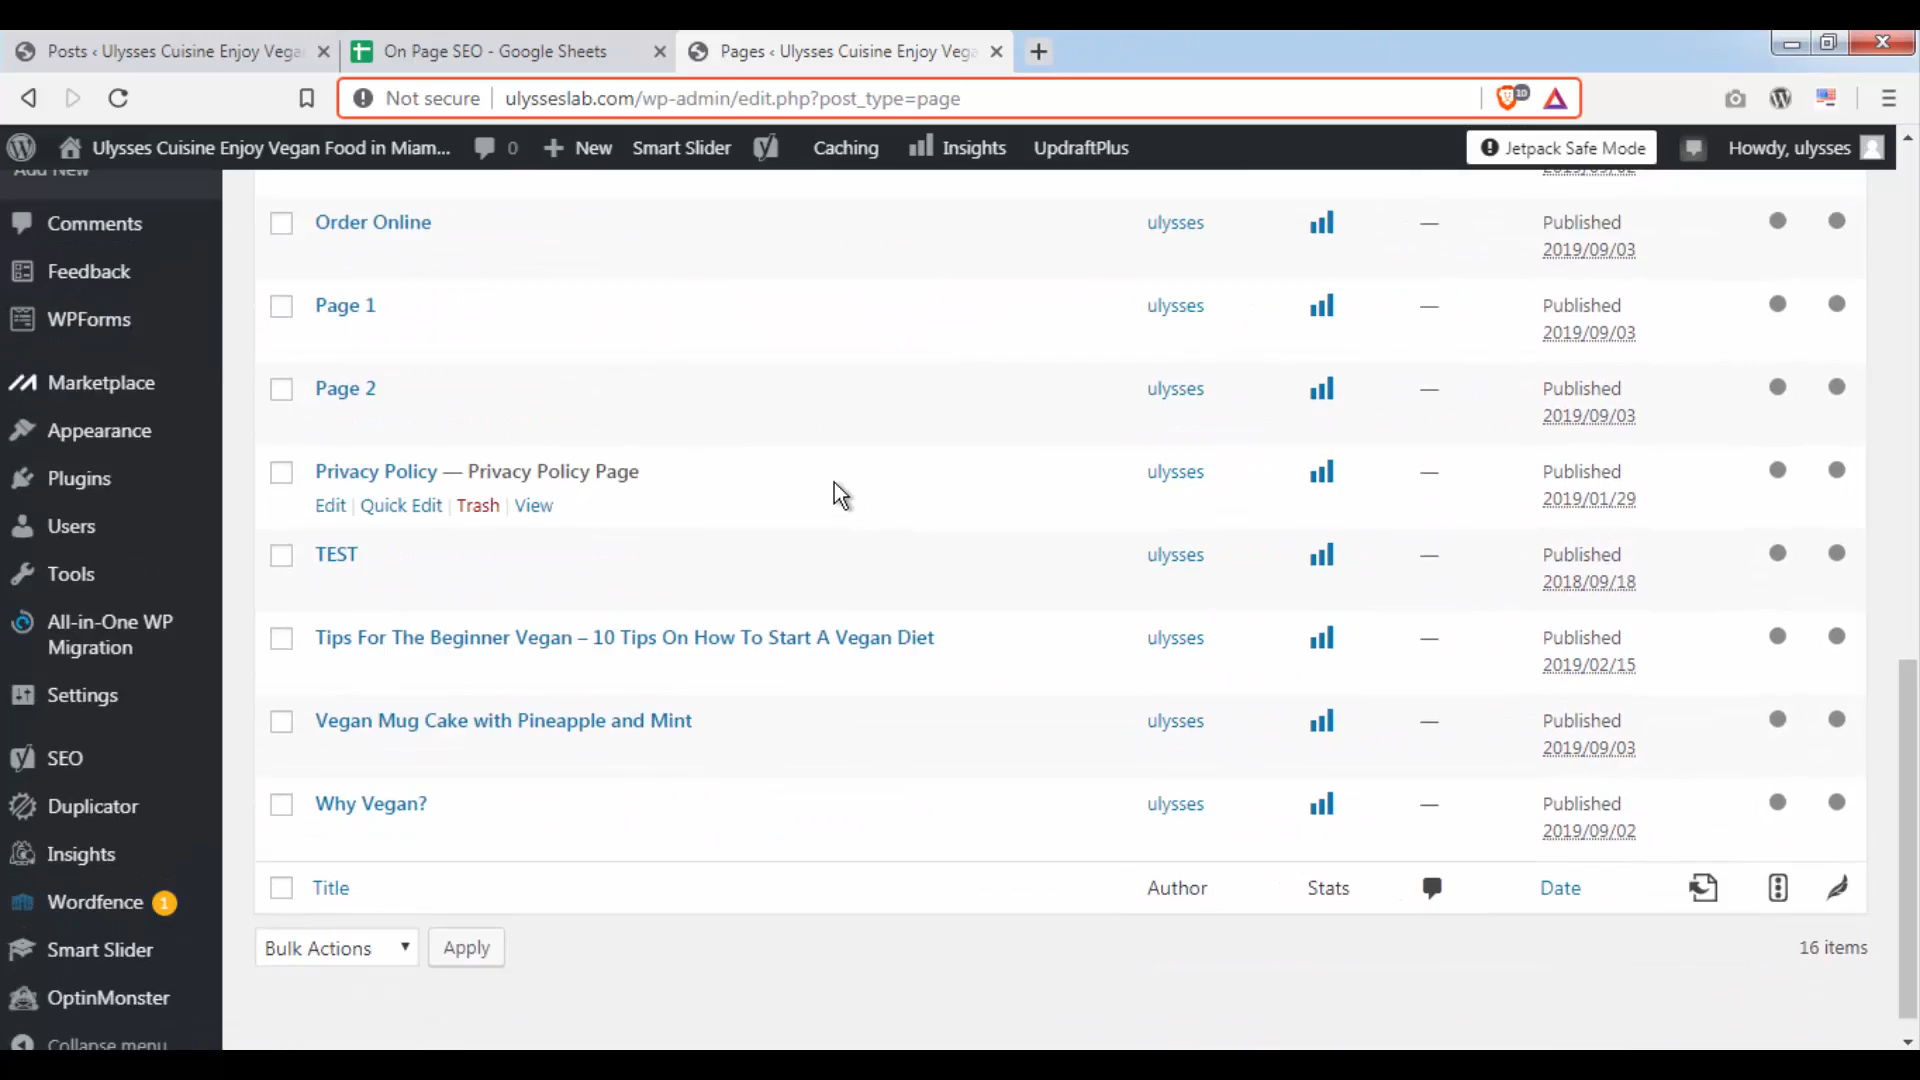 Posts ‹ Ulysses Cuisine Enjoy Vega
On Page SEO - Google Sheets
Pages ‹ Ulysses Cuisine Enjoy Vega
Not secure
ulysseslab.com/wp-admin/edit.php?post_type=page
10
Ulysses Cuisine Enjoy Vegan Food in Miam...
0
New
Smart Slider
Caching
Insights
UpdraftPlus
Jetpack Safe Mode
Howdy, ulysses
Add New
Comments
Feedback
WPForms
Marketplace
Appearance
Plugins
Users
Tools
All-in-One WP
Migration
Settings
SEO
Duplicator
Insights
Wordfence 1
Smart Slider
OptinMonster
Collapse menu
2019/09/02
Order Online ulysses — Published
2019/09/03
Page 1 ulysses — Published
2019/09/03
Page 2 ulysses — Published
2019/09/03
Privacy Policy — Privacy Policy Page ulysses — Published
Edit | Quick Edit | Trash | View 2019/01/29
TEST ulysses — Published
2018/09/18
Tips For The Beginner Vegan – 10 Tips On How To Start A Vegan Diet ulysses — Published
2019/02/15
Vegan Mug Cake with Pineapple and Mint ulysses — Published
2019/09/03
Why Vegan? ulysses — Published
2019/09/02
Title Author Stats Date
Bulk Actions Apply 16 items